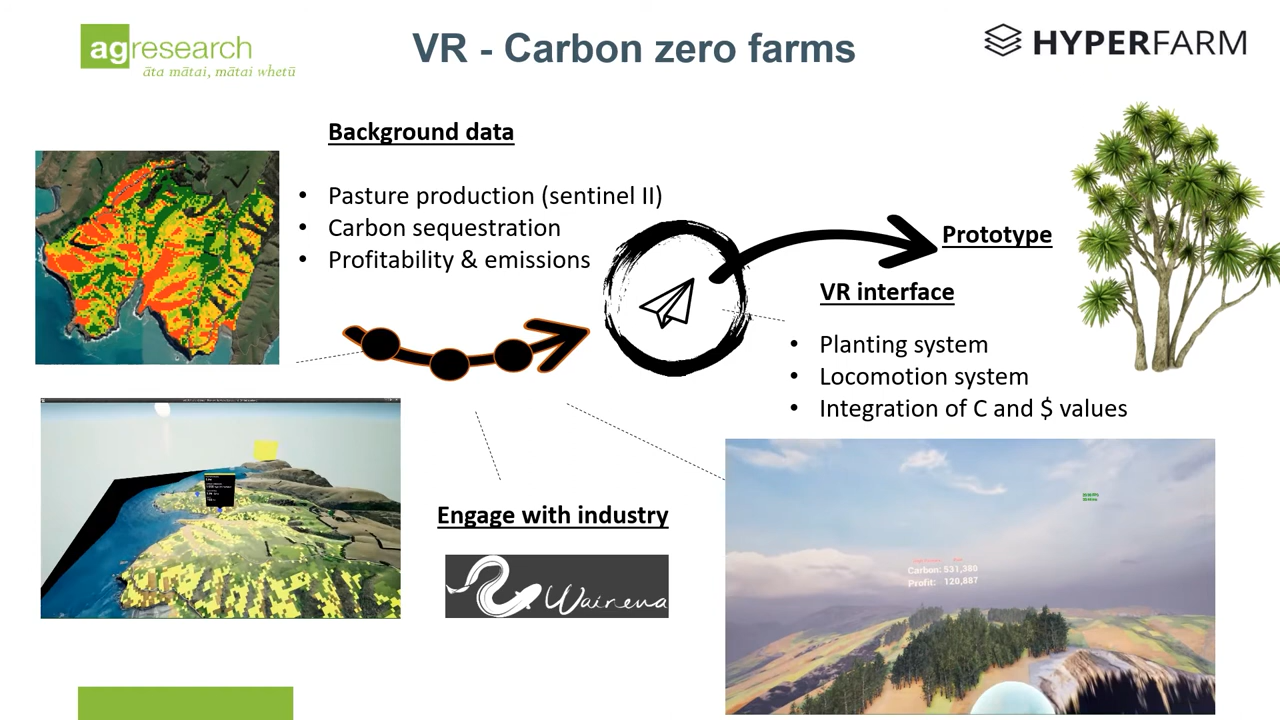 agresearch
āta mātai, mātai whetū
VR - Carbon zero farms
HYPERFARM
Background data
• Pasture production (sentinel II)
• Carbon sequestration
• Profitability & emissions
Prototype
VR interface
• Planting system
• Locomotion system
• Integration of C and $ values
Engage with industry
Wairewa
Carbon: 531,380
Profit: 120,887